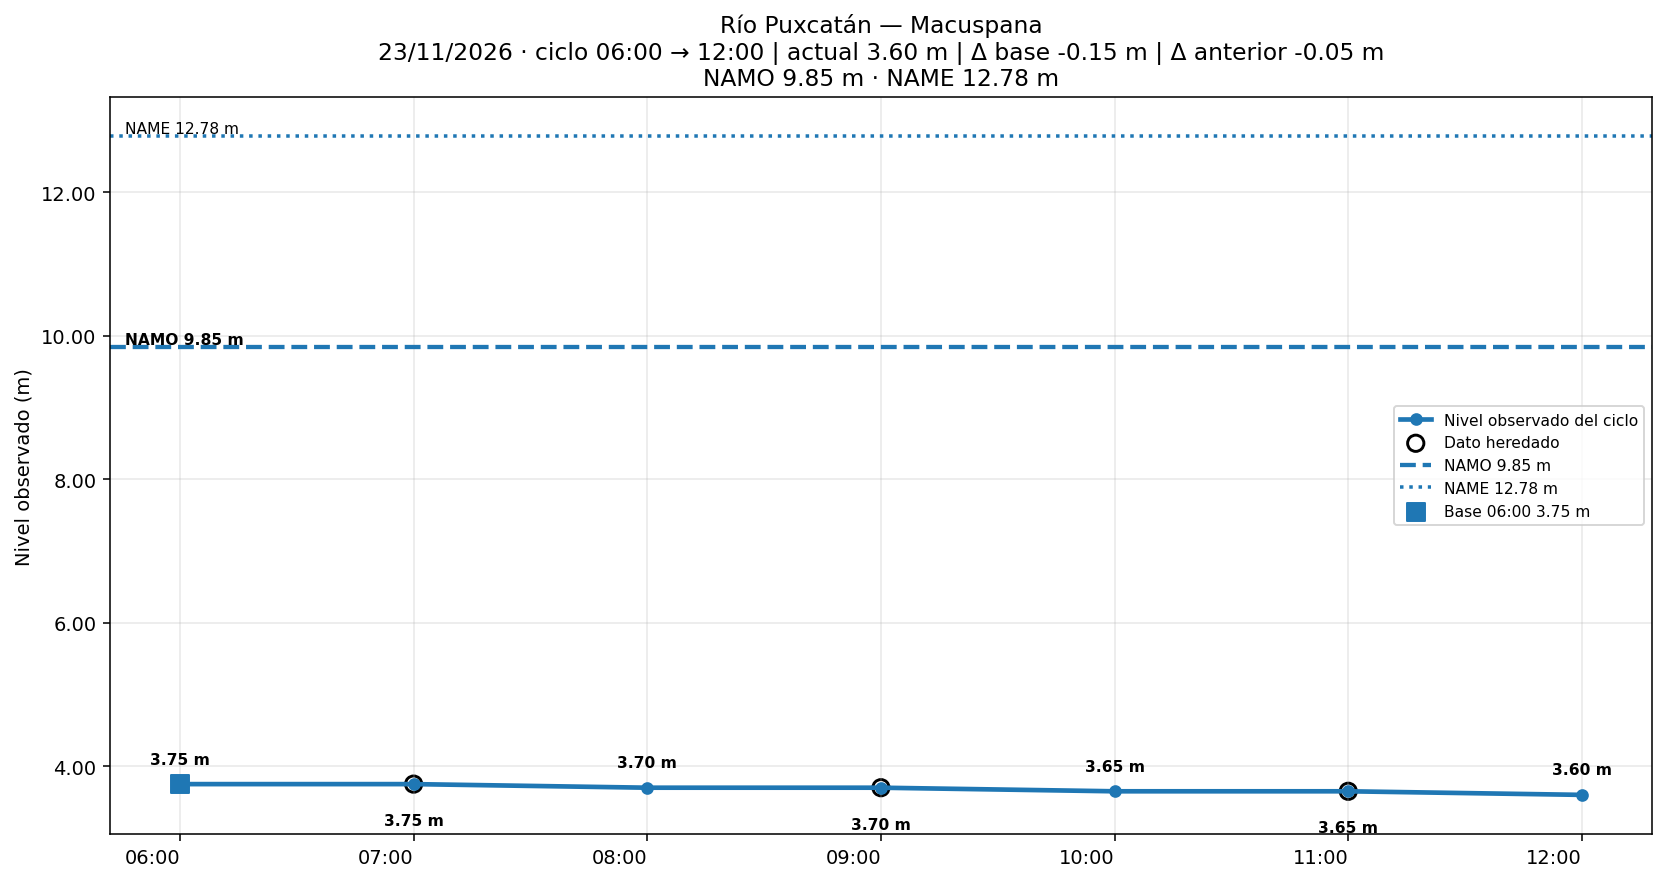 Río Puxcatán — Macuspana
23/11/2026 · ciclo 06:00 → 12:00 | actual 3.60 m | Δ base -0.15 m | Δ anterior -0.05 m
NAMO 9.85 m · NAME 12.78 m
NAME 12.78 m
12.00
NAMO 9.85 m
10.00
8.00
6.00
4.00
Nivel observado (m)
Nivel observado del ciclo
Dato heredado
NAMO 9.85 m
NAME 12.78 m
Base 06:00 3.75 m
3.75 m
3.75 m
3.70 m
3.70 m
3.65 m
3.65 m
3.60 m
06:00
07:00
08:00
09:00
10:00
11:00
12:00